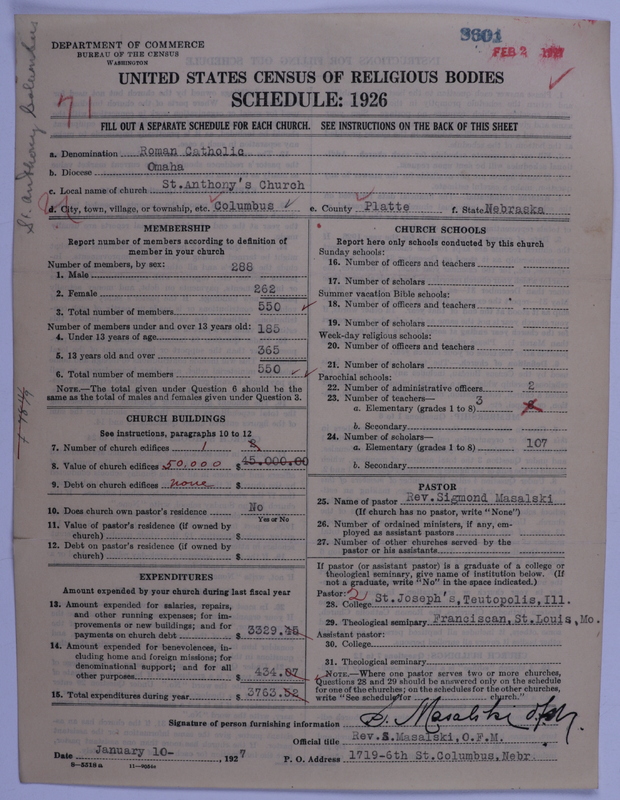 3601
FEB 2 1927
DEPARTMENT OF COMMERCE
BUREAU OF THE CENSUS
WASHINGTON
UNITED STATES CENSUS OF RELIGIOUS BODIES
SCHEDULE: 1926
71
St. Anthony Columbus
FILL OUT A SEPARATE SCHEDULE FOR EACH CHURCH. SEE INSTRUCTIONS ON THE BACK OF THIS SHEET
a. Denomination Roman Catholic
b. Diocese Omaha
c. Local name of church St.Anthony's Church
d. City, town, village, or township, etc. Columbus e. County Platte f. State Nebraska
MEMBERSHIP
Report number of members according to definition of
member in your church
Number of members, by sex:
1. Male 288
2. Female 262
3. Total number of members 550
Number of members under and over 13 years old:
4. Under 13 years of age 185
5. 13 years old and over 365
6. Total number of members 550
NOTE.—The total given under Question 6 should be
same as the total of males and females given under Question 3.
CHURCH BUILDINGS
See instructions, paragraphs 10 to 12
7. Number of church edifices 1
8. Value of church edifices 50,000 $45,000.00
9. Debt on church edifices none $
10. Does church own pastor's residence No
Yes or No
11. Value of pastor's residence (if owned by
church) $
12. Debt on pastor's residence (if owned by
church) $
EXPENDITURES
Amount expended by your church during last fiscal year
13. Amount expended for salaries, repairs,
and other running expenses; for im-
provements or new buildings; and for
payments on church debt $3329.45
14. Amount expended for benevolences, in-
cluding home and foreign missions; for
denominational support; and for all
other purposes $434.07
15. Total expenditures during year $3763.52
CHURCH SCHOOLS
Report here only schools conducted by this church
Sunday schools:
16. Number of officers and teachers
17. Number of scholars
Summer vacation Bible schools:
18. Number of officers and teachers
19. Number of scholars
Week-day religious schools:
20. Number of officers and teachers
21. Number of scholars
Parochial schools:
22. Number of administrative officers 2
23. Number of teachers—
a. Elementary (grades 1 to 8) 3
b. Secondary
24. Number of scholars—
a. Elementary (grades 1 to 8) 107
b. Secondary
PASTOR
25. Name of pastor Rev.Sigmond Masalski
(If church has no pastor, write "None")
26. Number of ordained ministers, if any, em-
ployed as assistant pastors
27. Number of other churches served by the
pastor or his assistants
If pastor (or assistant pastor) is a graduate of a college or
theological seminary, give name of institution below. (If
not a graduate, write "No" in the space indicated.)
Pastor: 2
28. College St.Joseph's,Teutopolis,Ill.
29. Theological seminary Franciscan,St.Louis,Mo.
Assistant pastor:
30. College
31. Theological seminary
NOTE.—Where one pastor serves two or more churches,
Questions 28 and 29 should be answered only on the schedule
for one of the churches; on the schedules for the other churches,
write "See schedule for church."
Signature of person furnishing information S. Masalski ofm.
Official title Rev.S.Masalski,O.F.M.
Date January 10- , 1927 P. O. Address 1719-6th St.Columbus,Nebr.
8-5518a